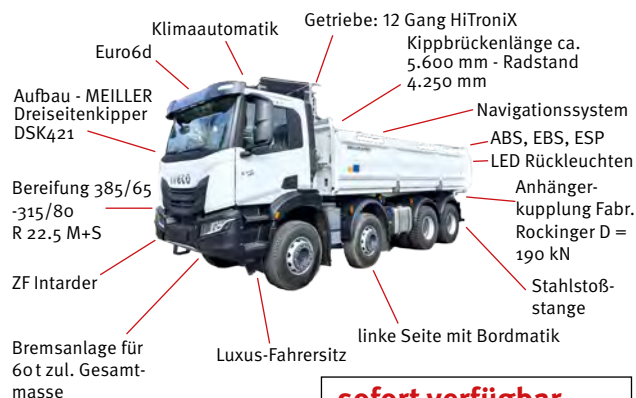 Getriebe: 12 Gang HiTroniX
Klimaautomatik
Kippbrückenlänge ca.
5.600 mm - Radstand
4.250 mm
Euro6d
Aufbau - MEILLER
Dreiseitenkipper
DSK421
Navigationssystem
ABS, EBS, ESP
LED Rückleuchten
IVECO
Bereifung 385/65
-315/80
R 22.5 M+S
Anhänger-
kupplung Fabr.
Rockinger D =
190 kN
ZF Intarder
Stahlstoß-
stange
linke Seite mit Bordmatik
Luxus-Fahrersitz
Bremsanlage für
60 t zul. Gesamt-
masse
sofort verfügbar